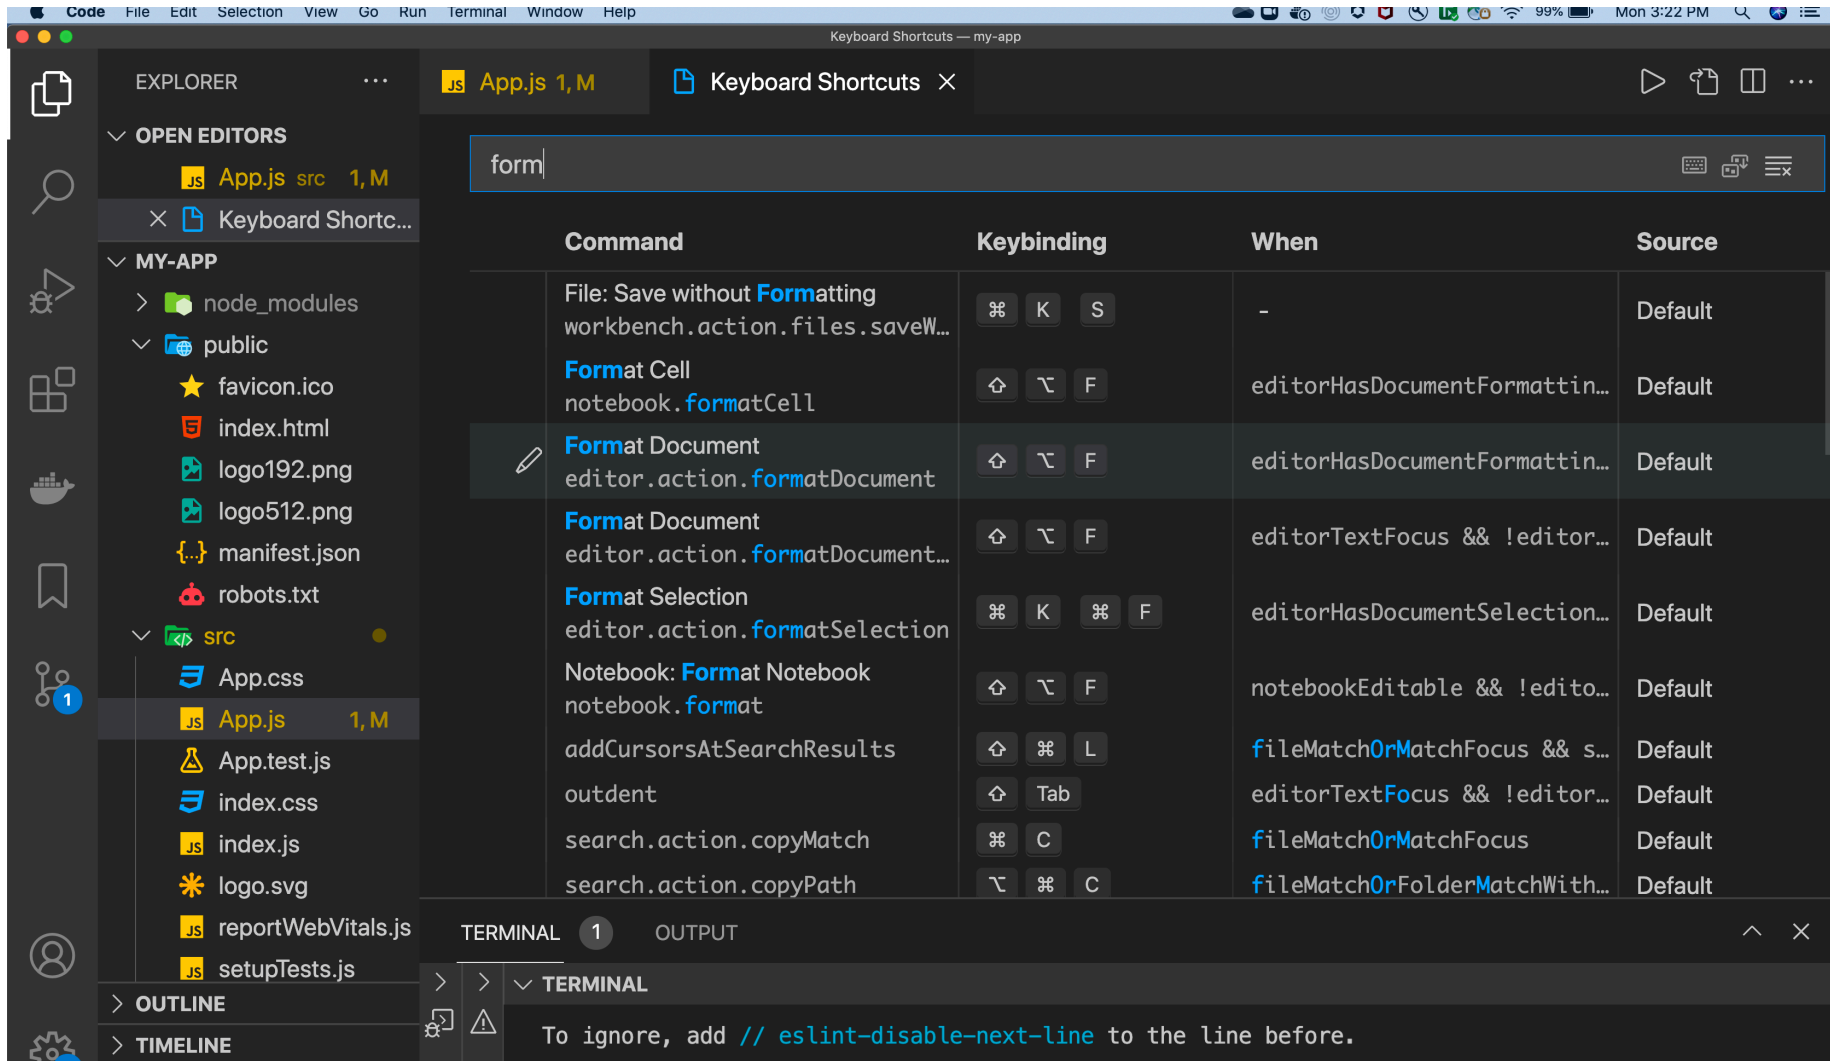 Code File Edit Selection View Go Run Terminal Window Help 99% Mon 3:22 PM
Keyboard Shortcuts — my-app
EXPLORER
OPEN EDITORS
App.js src 1, M
Keyboard Shortc...
MY-APP
node_modules
public
favicon.ico
index.html
logo192.png
logo512.png
manifest.json
robots.txt
src
App.css
App.js 1, M
App.test.js
index.css
index.js
logo.svg
reportWebVitals.js
setupTests.js
OUTLINE
TIMELINE
1
App.js 1, M
Keyboard Shortcuts
form
Command Keybinding When Source
File: Save without Formatting
workbench.action.files.saveW… ⌘ K S - Default
Format Cell
notebook.formatCell ⇧ ⌥ F editorHasDocumentFormattin… Default
Format Document
editor.action.formatDocument ⇧ ⌥ F editorHasDocumentFormattin… Default
Format Document
editor.action.formatDocument… ⇧ ⌥ F editorTextFocus && !editor… Default
Format Selection
editor.action.formatSelection ⌘ K ⌘ F editorHasDocumentSelection… Default
Notebook: Format Notebook
notebook.format ⇧ ⌥ F notebookEditable && !edito… Default
addCursorsAtSearchResults ⇧ ⌘ L fileMatchOrMatchFocus && s… Default
outdent ⇧ Tab editorTextFocus && !editor… Default
search.action.copyMatch ⌘ C fileMatchOrMatchFocus Default
search.action.copyPath ⌥ ⌘ C fileMatchOrFolderMatchWith… Default
TERMINAL 1 OUTPUT
TERMINAL
To ignore, add // eslint-disable-next-line to the line before.